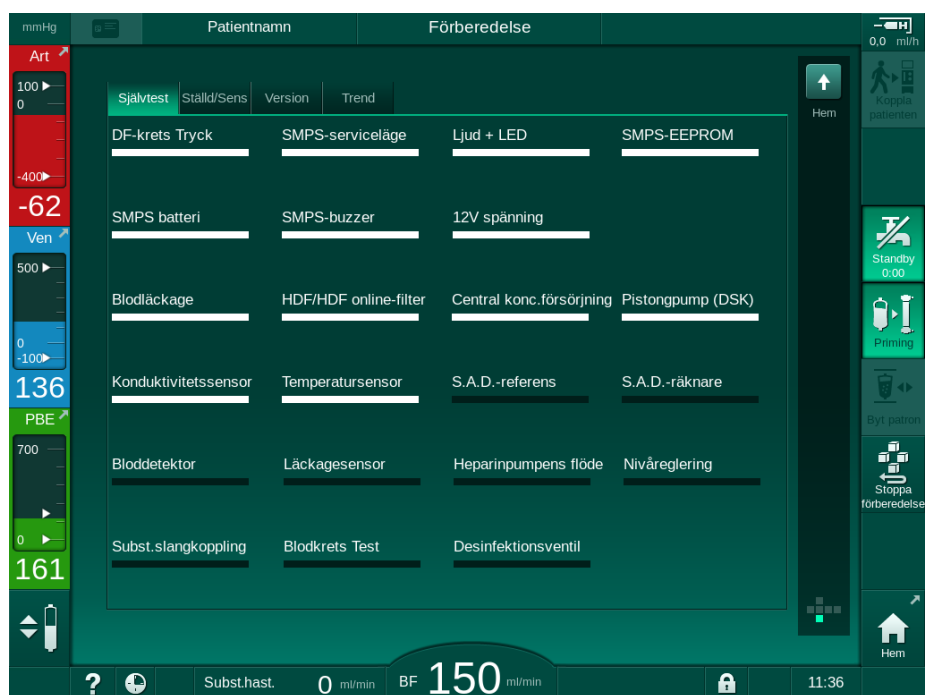 mmHg
Patientnamn
Förberedelse
0,0 ml/h
Art
100
0
-400
-62
Ven
500
0
-100
136
PBE
700
0
161
Självtest Ställd/Sens Version Trend
DF-krets Tryck SMPS-serviceläge Ljud + LED SMPS-EEPROM
SMPS batteri SMPS-buzzer 12V spänning
Blodläckage HDF/HDF online-filter Central konc.försörjning Pistongpump (DSK)
Konduktivitetssensor Temperatursensor S.A.D.-referens S.A.D.-räknare
Bloddetektor Läckagesensor Heparinpumpens flöde Nivåreglering
Subst.slangkoppling Blodkrets Test Desinfektionsventil
Hem
Koppla
patienten
Standby
0:00
Priming
Byt patron
Stoppa
förberedelse
Hem
? Subst.hast. 0 ml/min BF 150 ml/min 11:36